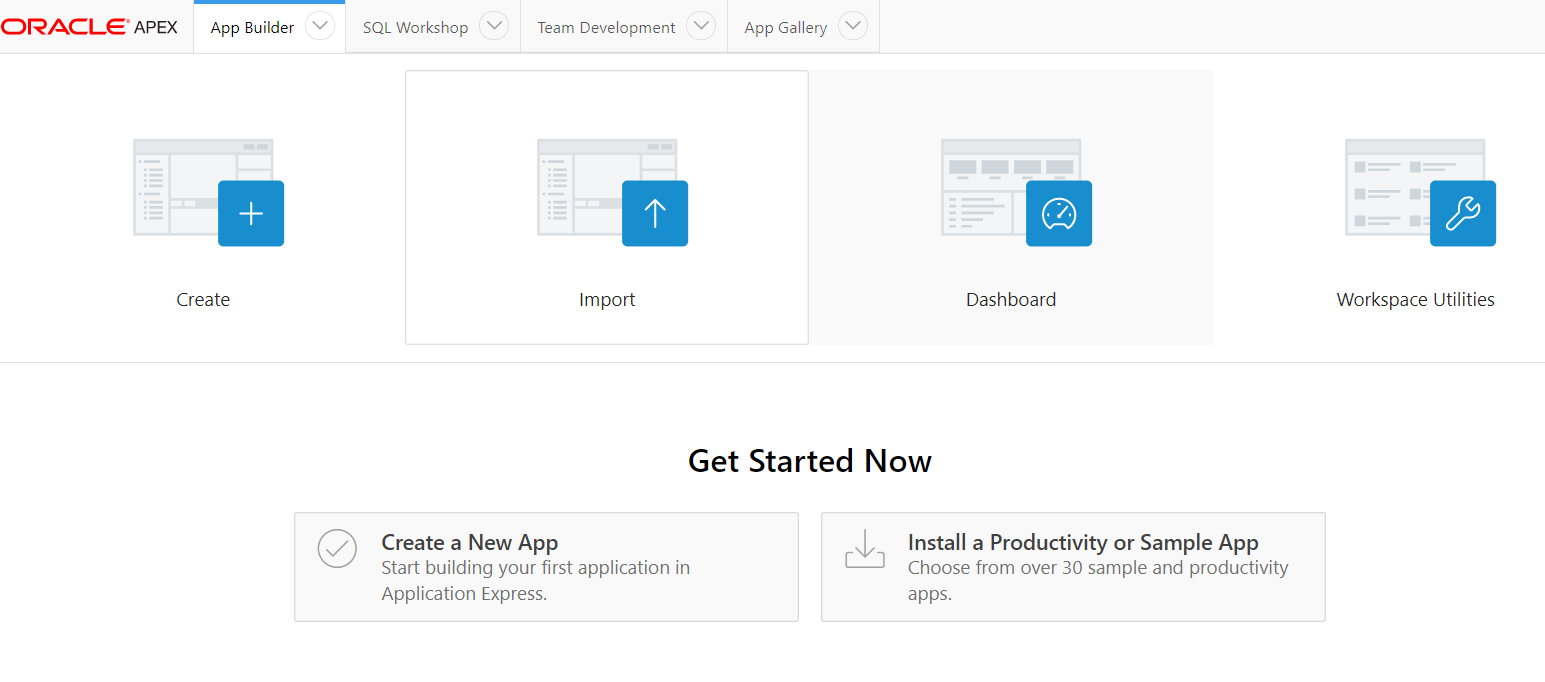 ORACLE® APEX App Builder SQL Workshop Team Development App Gallery
Create Import Dashboard Workspace Utilities
Get Started Now
Create a New App
Start building your first application in
Application Express.
Install a Productivity or Sample App
Choose from over 30 sample and productivity
apps.